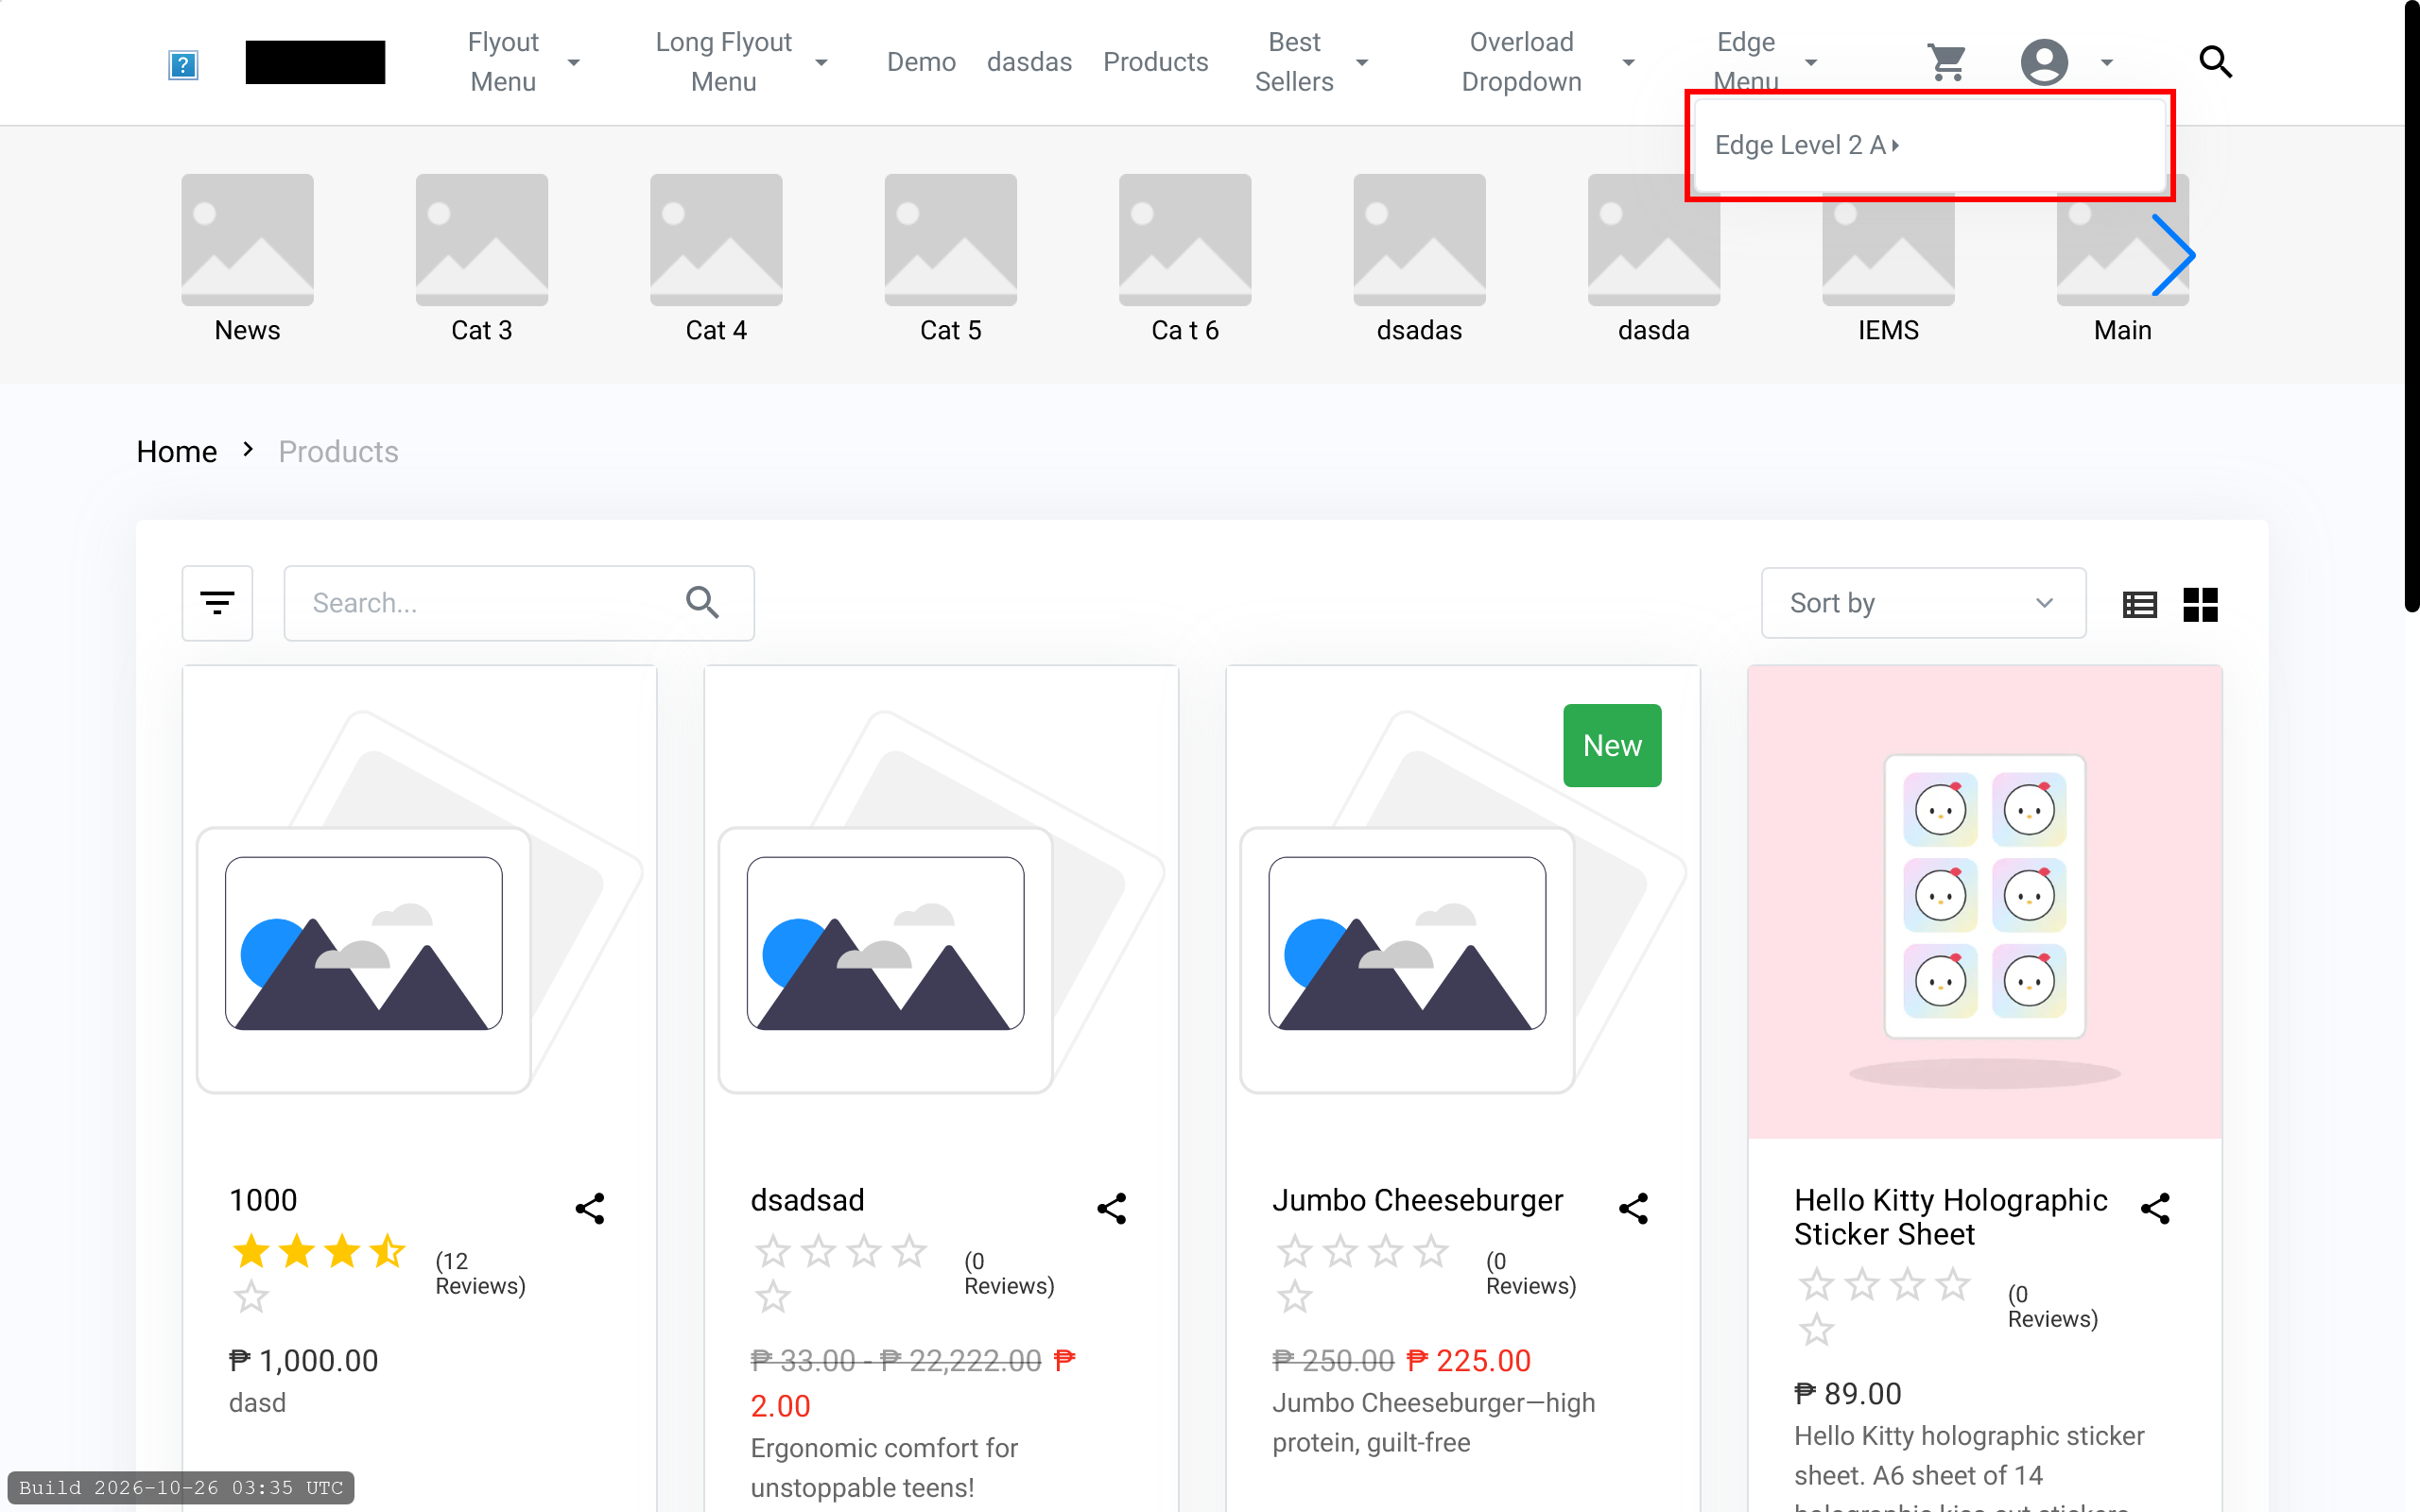 Flyout
Menu
Long Flyout
Menu
Demo
dasdas
Products
Best
Sellers
Overload
Dropdown
Edge
Menu
Edge Level 2 A
News
Cat 3
Cat 4
Cat 5
Ca t 6
dsadas
dasda
IEMS
Main
Home
Products
Search...
Sort by
New
1000
(12
Reviews)
₱ 1,000.00
dasd
dsadsad
(0
Reviews)
₱ 33.00 - ₱ 22,222.00 ₱
2.00
Ergonomic comfort for
unstoppable teens!
Jumbo Cheeseburger
(0
Reviews)
₱ 250.00 ₱ 225.00
Jumbo Cheeseburger—high
protein, guilt-free
Hello Kitty Holographic
Sticker Sheet
(0
Reviews)
₱ 89.00
Hello Kitty holographic sticker
sheet. A6 sheet of 14
Build 2026-10-26 03:35 UTC